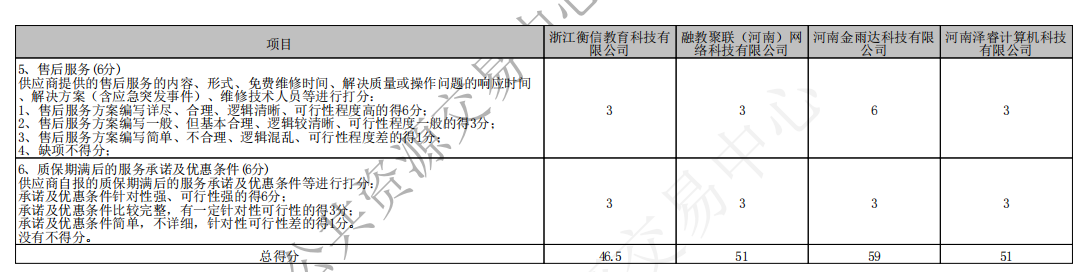 项目
浙江衡信教育科技有
限公司
融教聚联（河南）网
络科技有限公司
河南金雨达科技有限
公司
河南泽睿计算机科技
有限公司
5、售后服务(6分)
供应商提供的售后服务的内容、形式、免费维修时间、解决质量或操作问题的响应时间
、解决方案（含应急突发事件）、维修技术人员等进行打分：
1、售后服务方案编写详尽、合理、逻辑清晰、可行性程度高的得6分；
2、售后服务方案编写一般、但基本合理、逻辑较清晰、可行性程度一般的得3分；
3、售后服务方案编写简单、不合理、逻辑混乱、可行性程度差的得1分；
4、缺项不得分；
3
3
6
3
6、质保期满后的服务承诺及优惠条件(6分)
供应商自报的质保期满后的服务承诺及优惠条件等进行打分：
承诺及优惠条件针对性强、可行性强的得6分；
承诺及优惠条件比较完整，有一定针对性可行性的得3分；
承诺及优惠条件简单，不详细，针对性可行性差的得1分。
没有不得分。
3
3
3
3
总得分
46.5
51
59
51
公共资源交易中心
易中心